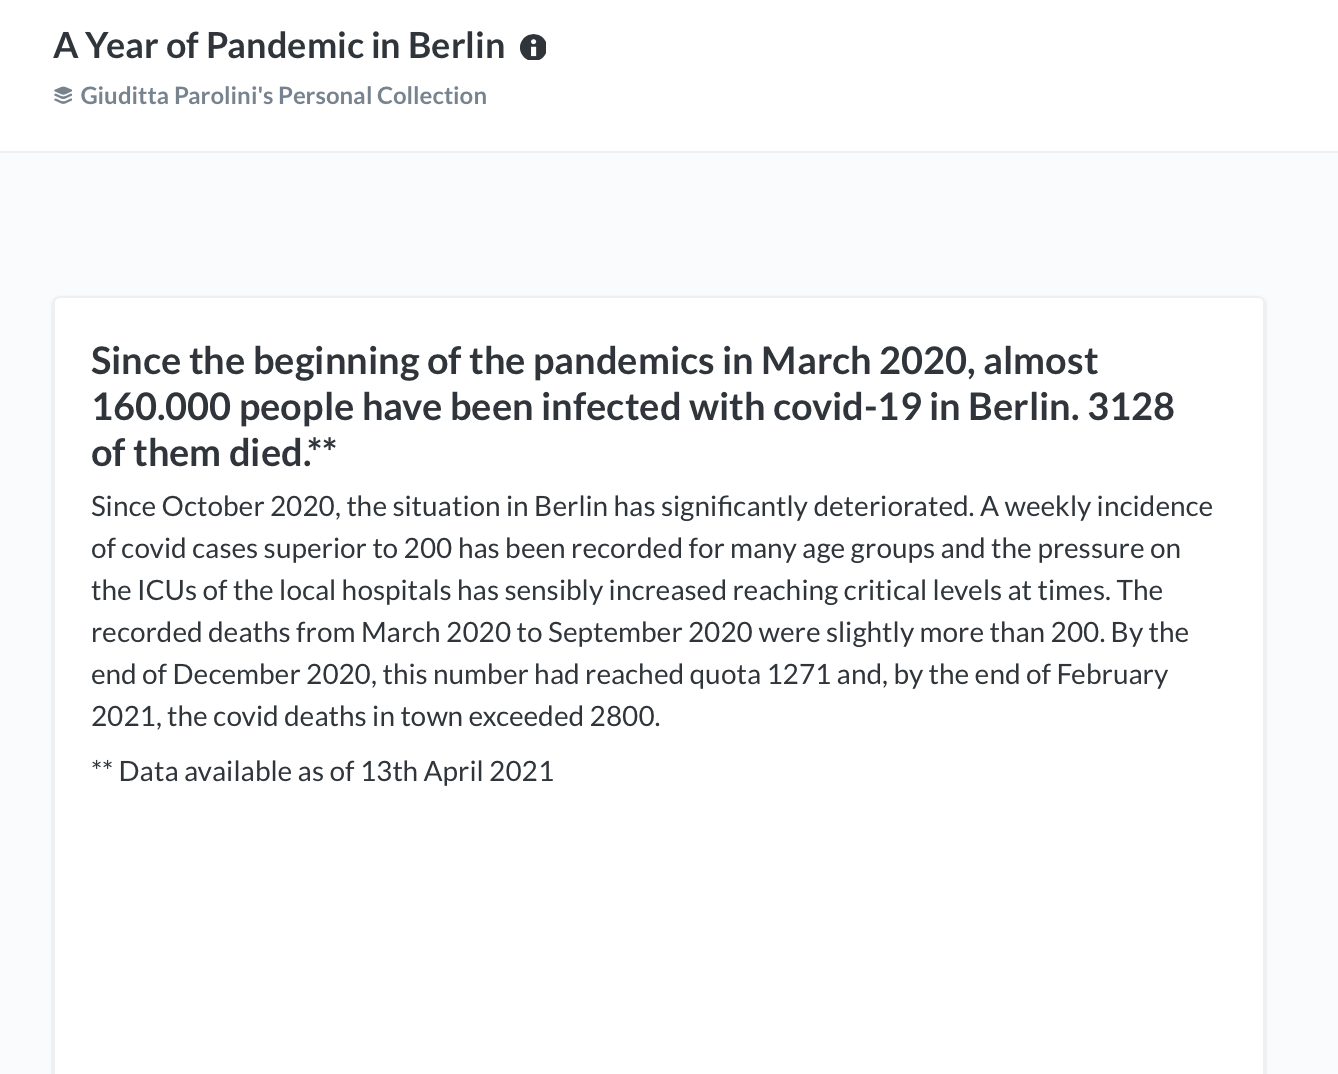 A Year of Pandemic in Berlin
Giuditta Parolini's Personal Collection
Since the beginning of the pandemics in March 2020, almost
160.000 people have been infected with covid-19 in Berlin. 3128
of them died.**
Since October 2020, the situation in Berlin has significantly deteriorated. A weekly incidence
of covid cases superior to 200 has been recorded for many age groups and the pressure on
the ICUs of the local hospitals has sensibly increased reaching critical levels at times. The
recorded deaths from March 2020 to September 2020 were slightly more than 200. By the
end of December 2020, this number had reached quota 1271 and, by the end of February
2021, the covid deaths in town exceeded 2800.
** Data available as of 13th April 2021